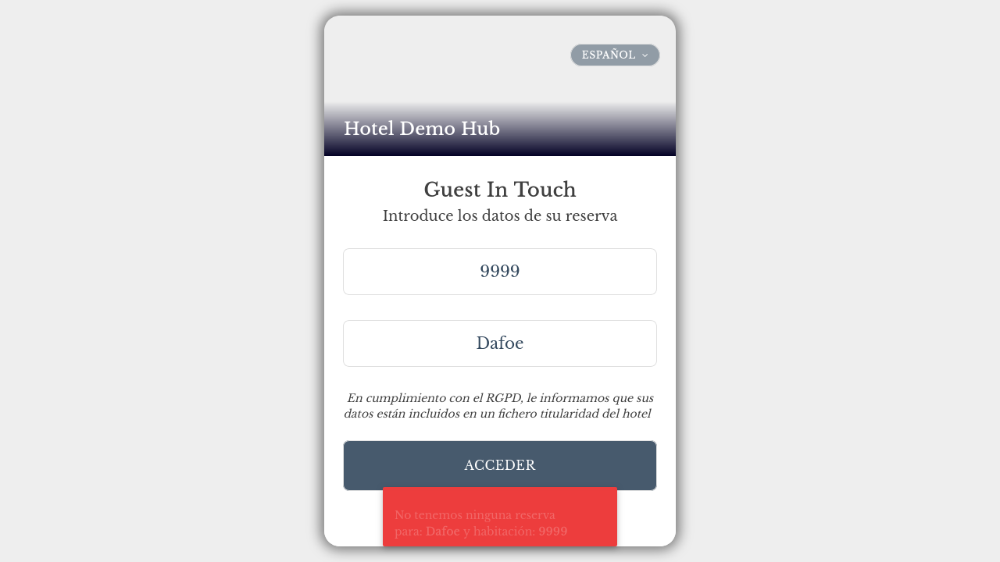 ESPAÑOL
Hotel Demo Hub
Guest In Touch
Introduce los datos de su reserva
9999
Dafoe
En cumplimiento con el RGPD, le informamos que sus
datos están incluidos en un fichero titularidad del hotel
ACCEDER
No tenemos ninguna reserva
para: Dafoe y habitación: 9999